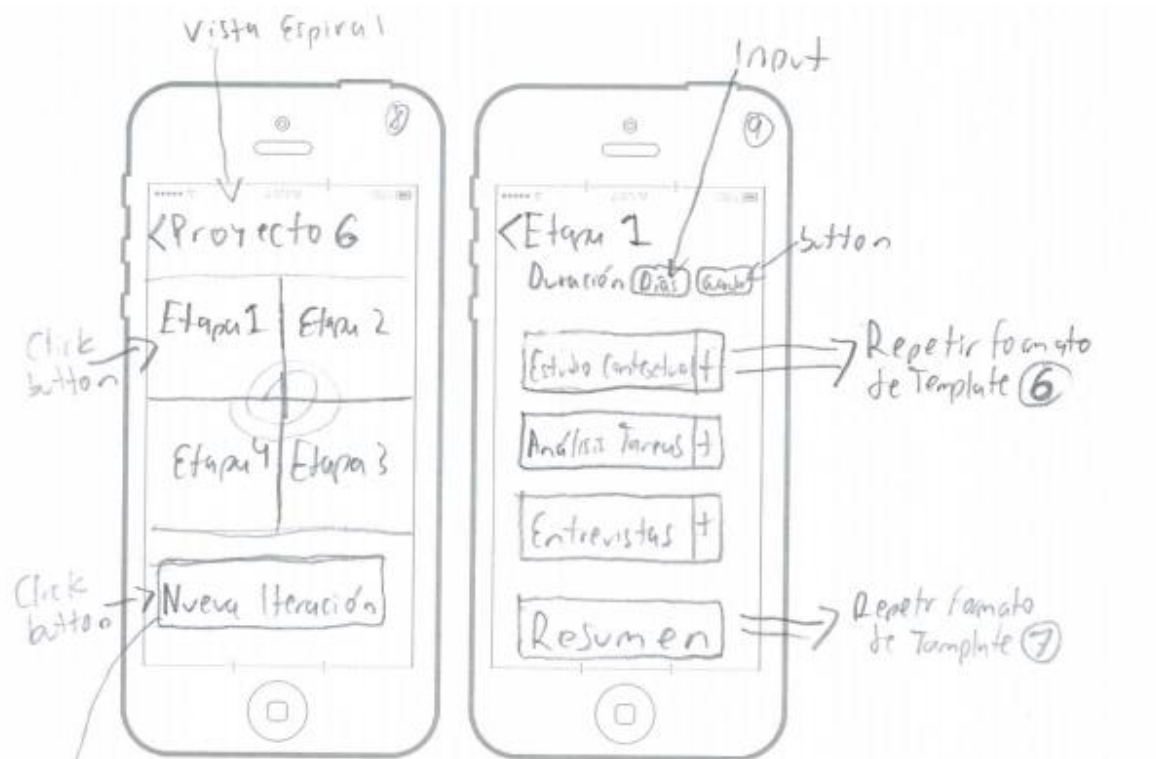 Vista Espiral
8
<Proyecto 6
Etapa 1
Etapa 2
Etapa 4
Etapa 3
Click
button
Nueva Iteración
Click
button
Input
9
<Etapa 1
button
Duración Días
Estudio Contextual +
Repetir formato
de Template 6
Análisis Tareas +
Entrevistas +
Resumen
Repetir formato
de Template 7